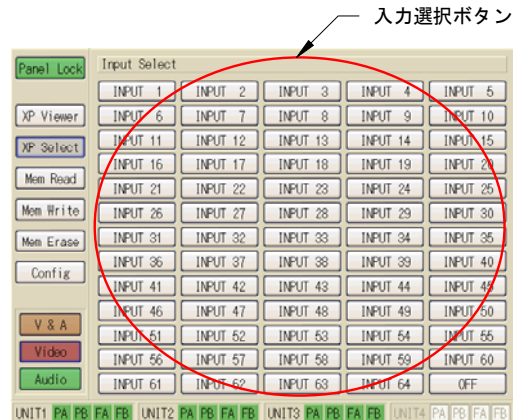 入力選択ボタン
Panel Lock
Input Select
INPUT 1 INPUT 2 INPUT 3 INPUT 4 INPUT 5
XP Viewer INPUT 6 INPUT 7 INPUT 8 INPUT 9 INPUT 10
XP Select INPUT 11 INPUT 12 INPUT 13 INPUT 14 INPUT 15
Mem Read INPUT 16 INPUT 17 INPUT 18 INPUT 19 INPUT 20
INPUT 21 INPUT 22 INPUT 23 INPUT 24 INPUT 25
Mem Write INPUT 26 INPUT 27 INPUT 28 INPUT 29 INPUT 30
Mem Erase INPUT 31 INPUT 32 INPUT 33 INPUT 34 INPUT 35
Config INPUT 36 INPUT 37 INPUT 38 INPUT 39 INPUT 40
INPUT 41 INPUT 42 INPUT 43 INPUT 44 INPUT 45
V & A INPUT 46 INPUT 47 INPUT 48 INPUT 49 INPUT 50
INPUT 51 INPUT 52 INPUT 53 INPUT 54 INPUT 55
Video INPUT 56 INPUT 57 INPUT 58 INPUT 59 INPUT 60
Audio INPUT 61 INPUT 62 INPUT 63 INPUT 64 OFF
UNIT1 PA PB FA FB UNIT2 PA PB FA FB UNIT3 PA PB FA FB UNIT4 PA PB FA FB